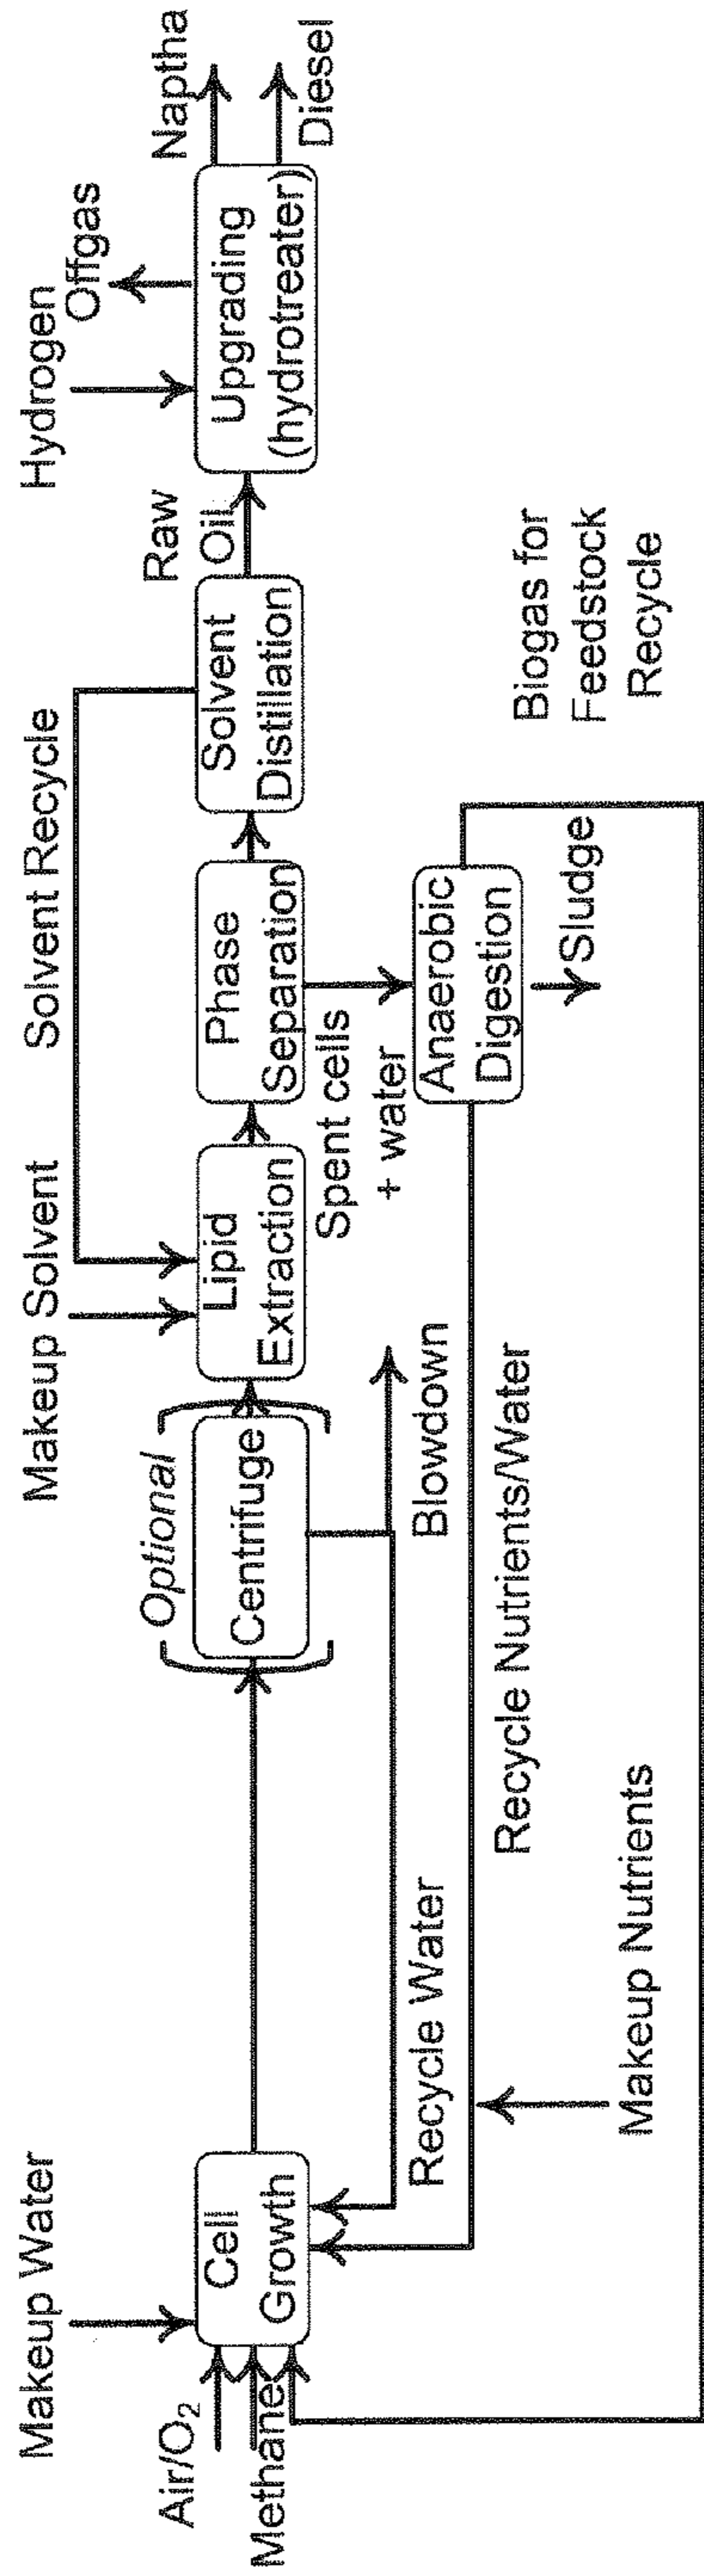 Makeup Water
Air/O₂
Methane
Cell
Growth
Recycle Water
Makeup Nutrients
Recycle Nutrients/Water
Optional
Centrifuge
Blowdown
Makeup Solvent
Solvent Recycle
Lipid
Extraction
Phase
Separation
Spent cells
+ water
Anaerobic
Digestion
Sludge
Solvent
Distillation
Raw
Oil
Biogas for
Feedstock
Recycle
Hydrogen
Offgas
Upgrading
(hydrotreater)
Naptha
Diesel